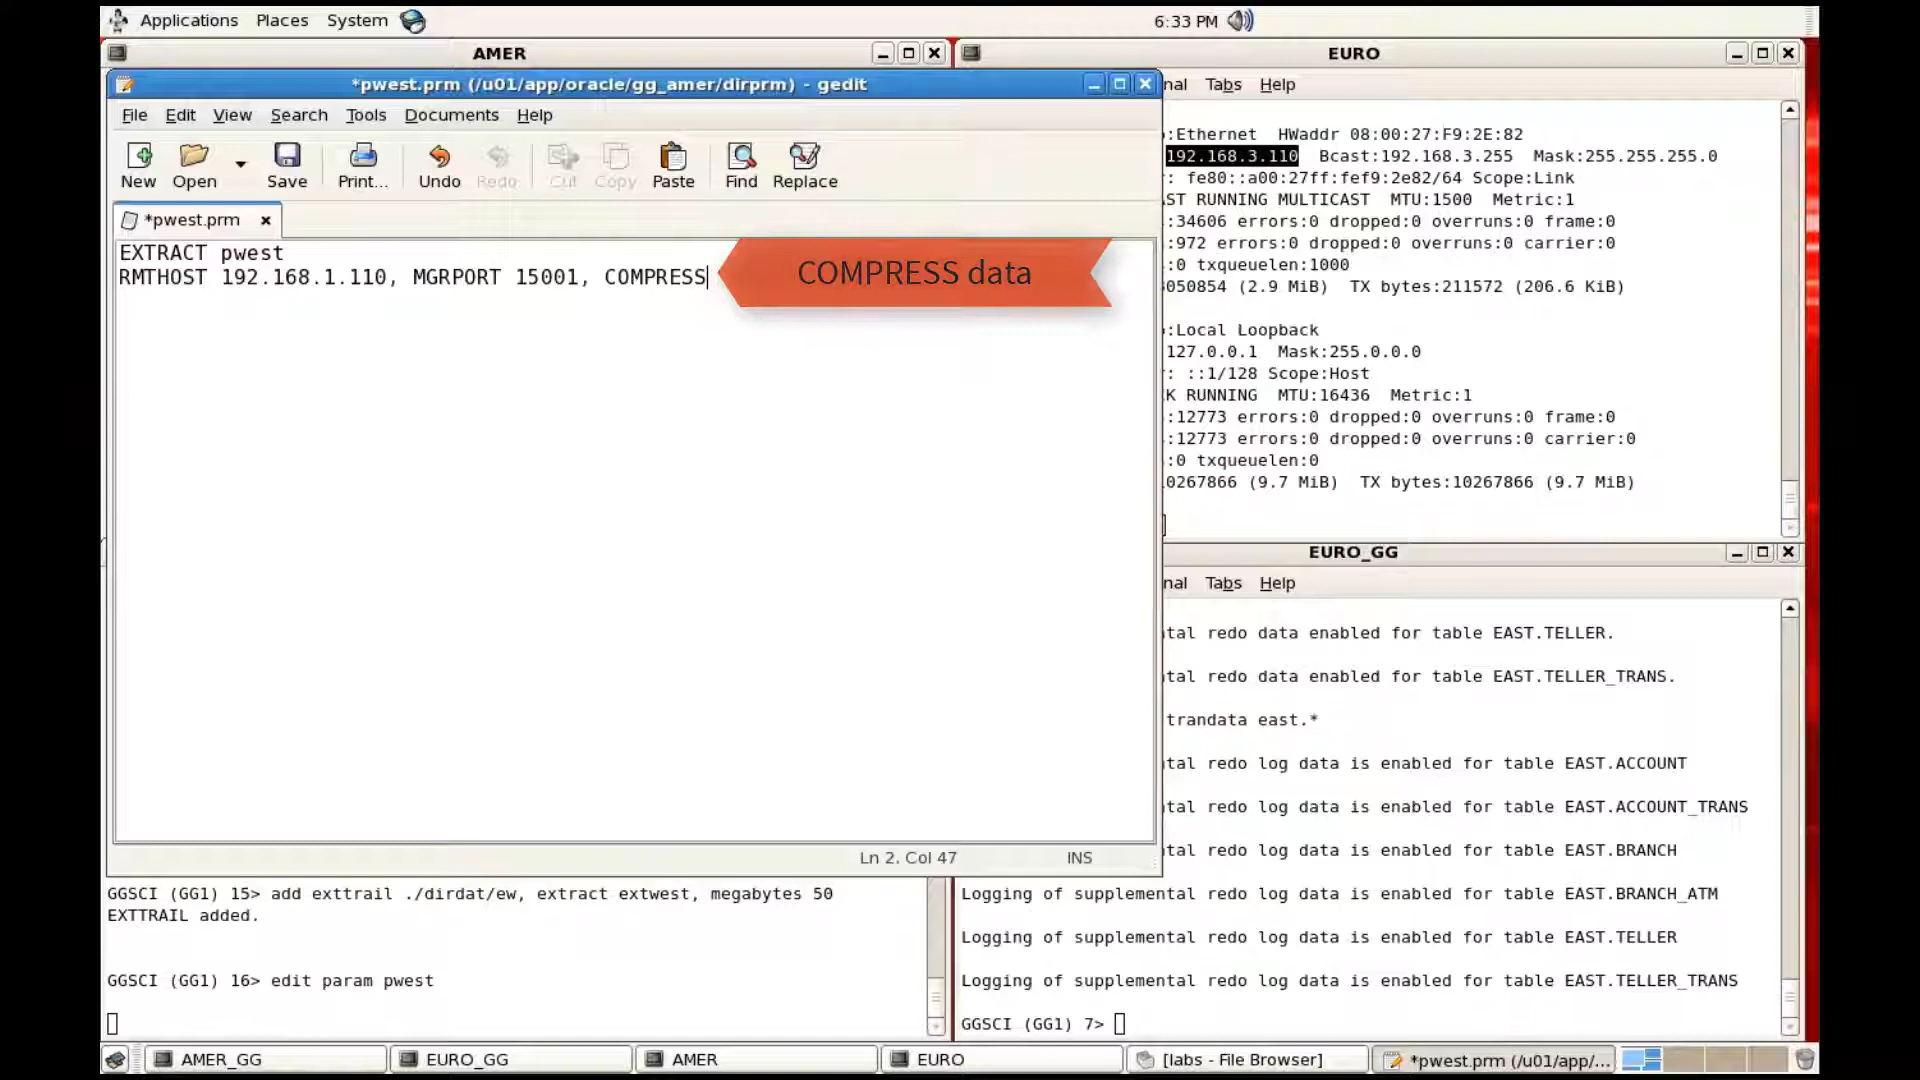 Applications Places System
6:33 PM
AMER
EURO
*pwest.prm (/u01/app/oracle/gg_amer/dirprm) - gedit
File Edit View Search Tools Documents Help
New Open Save Print... Undo Redo Cut Copy Paste Find Replace
*pwest.prm
EXTRACT pwest
RMTHOST 192.168.1.110, MGRPORT 15001, COMPRESS
COMPRESS data
Ln 2, Col 47 INS
nal Tabs Help
:Ethernet HWaddr 08:00:27:F9:2E:82
192.168.3.110 Bcast:192.168.3.255 Mask:255.255.255.0
: fe80::a00:27ff:fef9:2e82/64 Scope:Link
ST RUNNING MULTICAST MTU:1500 Metric:1
:34606 errors:0 dropped:0 overruns:0 frame:0
:972 errors:0 dropped:0 overruns:0 carrier:0
:0 txqueuelen:1000
050854 (2.9 MiB) TX bytes:211572 (206.6 KiB)
:Local Loopback
127.0.0.1 Mask:255.0.0.0
: ::1/128 Scope:Host
K RUNNING MTU:16436 Metric:1
:12773 errors:0 dropped:0 overruns:0 frame:0
:12773 errors:0 dropped:0 overruns:0 carrier:0
:0 txqueuelen:0
0267866 (9.7 MiB) TX bytes:10267866 (9.7 MiB)
EURO_GG
nal Tabs Help
tal redo data enabled for table EAST.TELLER.
tal redo data enabled for table EAST.TELLER_TRANS.
trandata east.*
tal redo log data is enabled for table EAST.ACCOUNT
tal redo log data is enabled for table EAST.ACCOUNT_TRANS
tal redo log data is enabled for table EAST.BRANCH
Logging of supplemental redo log data is enabled for table EAST.BRANCH_ATM
Logging of supplemental redo log data is enabled for table EAST.TELLER
Logging of supplemental redo log data is enabled for table EAST.TELLER_TRANS
GGSCI (GG1) 7>
GGSCI (GG1) 15> add exttrail ./dirdat/ew, extract extwest, megabytes 50
EXTTRAIL added.
GGSCI (GG1) 16> edit param pwest
AMER_GG
EURO_GG
AMER
EURO
[labs - File Browser]
*pwest.prm (/u01/app/...